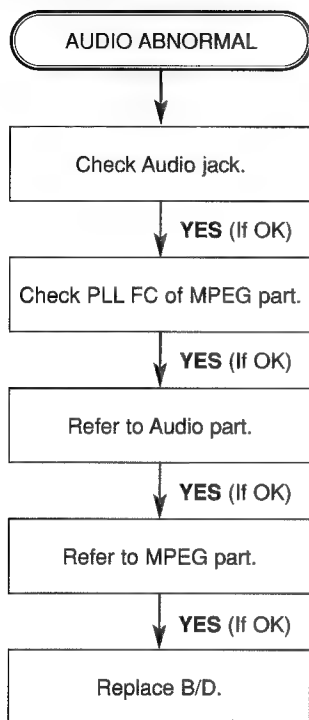 AUDIO ABNORMAL
Check Audio jack.
YES (If OK)
Check PLL FC of MPEG part.
YES (If OK)
Refer to Audio part.
YES (If OK)
Refer to MPEG part.
YES (If OK)
Replace B/D.